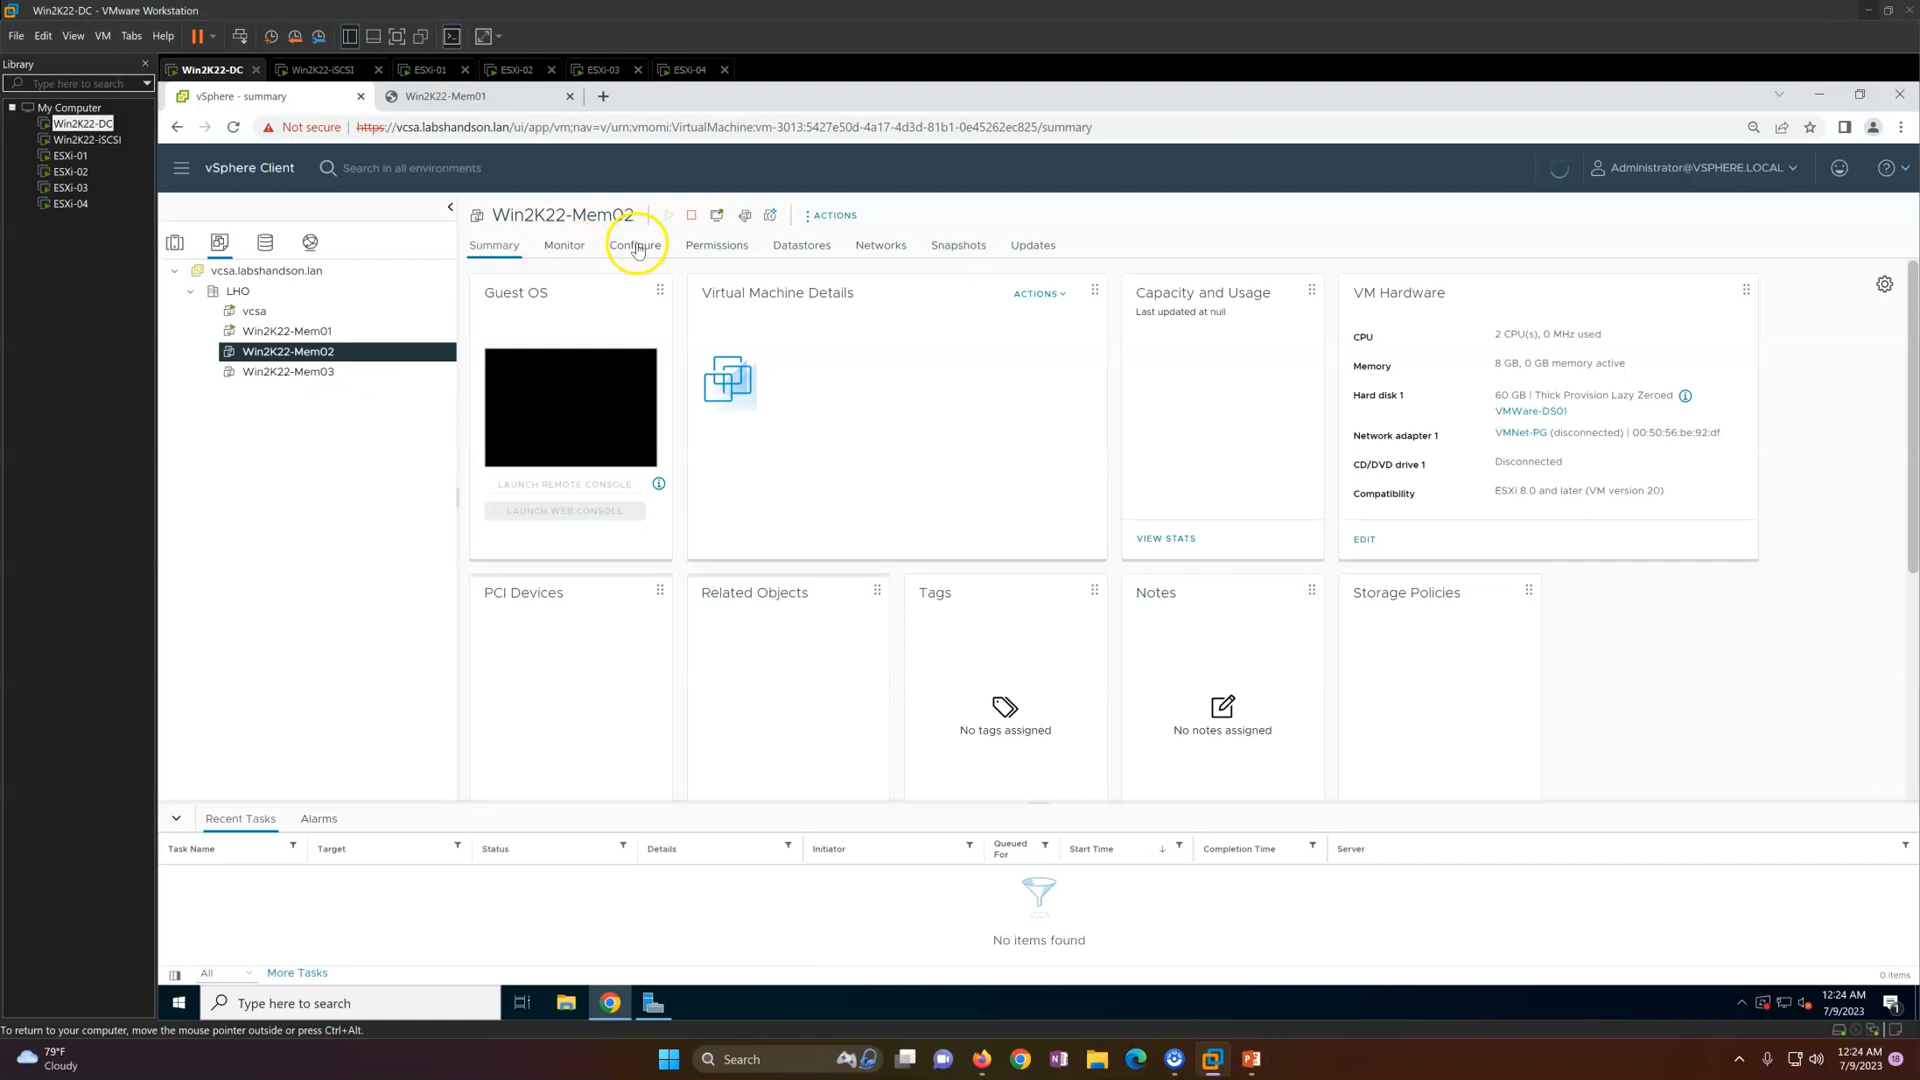 Win2K22-DC - VMware Workstation
File Edit View VM Tabs Help
Library
Type here to search
My Computer
Win2K22-DC
Win2K22-iSCSI
ESXi-01
ESXi-02
ESXi-03
ESXi-04
Win2K22-DC Win2K22-iSCSI ESXi-01 ESXi-02 ESXi-03 ESXi-04
vSphere - summary Win2K22-Mem01
Not secure https://vcsa.labshandson.lan/ui/app/vm;nav=v/urn:vmomi:VirtualMachine:vm-3013:5427e50d-4a17-4d3d-81b1-0e45262ec825/summary
vSphere Client Search in all environments Administrator@VSPHERE.LOCAL
vcsa.labshandson.lan
LHO
vcsa
Win2K22-Mem01
Win2K22-Mem02
Win2K22-Mem03
Win2K22-Mem02 ACTIONS
Summary Monitor Configure Permissions Datastores Networks Snapshots Updates
Guest OS
LAUNCH REMOTE CONSOLE
LAUNCH WEB CONSOLE
Virtual Machine Details ACTIONS
Capacity and Usage
Last updated at null
VIEW STATS
VM Hardware
CPU 2 CPU(s), 0 MHz used
Memory 8 GB, 0 GB memory active
Hard disk 1 60 GB | Thick Provision Lazy Zeroed
VMWare-DS01
Network adapter 1 VMNet-PG (disconnected) | 00:50:56:be:92:df
CD/DVD drive 1 Disconnected
Compatibility ESXi 8.0 and later (VM version 20)
EDIT
PCI Devices
Related Objects
Tags
No tags assigned
Notes
No notes assigned
Storage Policies
Recent Tasks Alarms
Task Name Target Status Details Initiator Queued For Start Time Completion Time Server
No items found
All More Tasks 0 items
Type here to search
12:24 AM
7/9/2023
1
To return to your computer, move the mouse pointer outside or press Ctrl+Alt.
79°F
Cloudy
Search
12:24 AM
7/9/2023
18